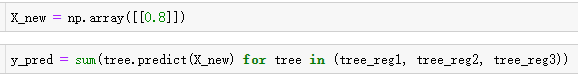 X_new = np.array([[0.8]])
y_pred = sum(tree.predict(X_new) for tree in (tree_reg1, tree_reg2, tree_reg3))